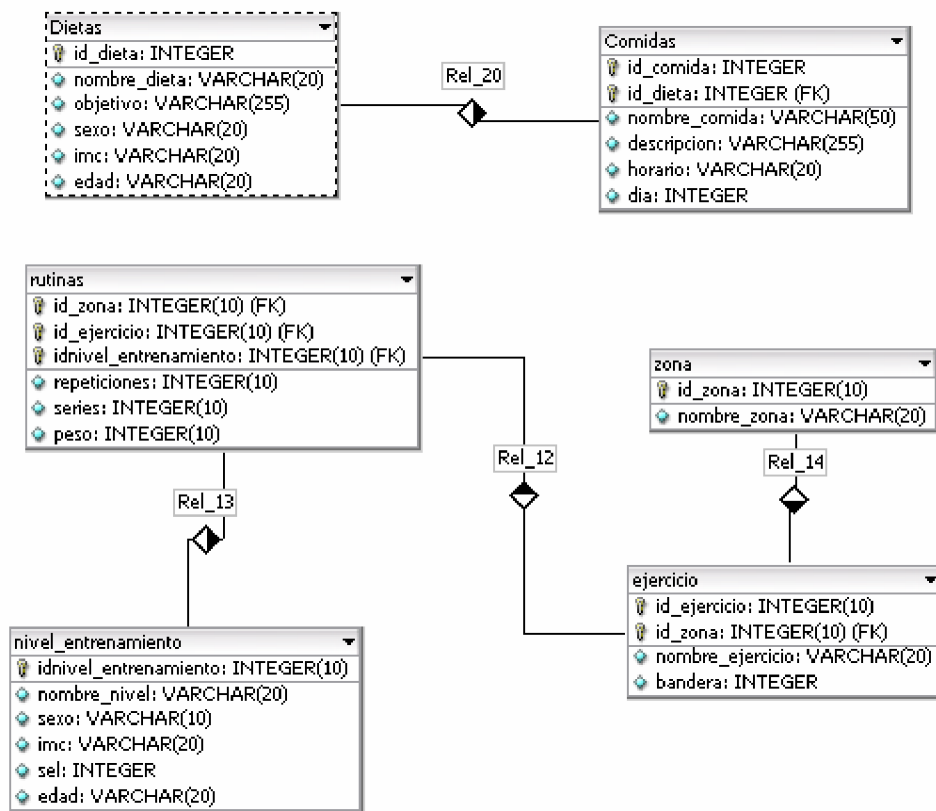 Dietas
id_dieta: INTEGER
nombre_dieta: VARCHAR(20)
objetivo: VARCHAR(255)
sexo: VARCHAR(20)
imc: VARCHAR(20)
edad: VARCHAR(20)
Rel_20
Comidas
id_comida: INTEGER
id_dieta: INTEGER (FK)
nombre_comida: VARCHAR(50)
descripcion: VARCHAR(255)
horario: VARCHAR(20)
dia: INTEGER
rutinas
id_zona: INTEGER(10) (FK)
id_ejercicio: INTEGER(10) (FK)
idnivel_entrenamiento: INTEGER(10) (FK)
repeticiones: INTEGER(10)
series: INTEGER(10)
peso: INTEGER(10)
zona
id_zona: INTEGER(10)
nombre_zona: VARCHAR(20)
Rel_12
Rel_14
Rel_13
ejercicio
id_ejercicio: INTEGER(10)
id_zona: INTEGER(10) (FK)
nombre_ejercicio: VARCHAR(20)
bandera: INTEGER
nivel_entrenamiento
idnivel_entrenamiento: INTEGER(10)
nombre_nivel: VARCHAR(20)
sexo: VARCHAR(10)
imc: VARCHAR(20)
sel: INTEGER
edad: VARCHAR(20)